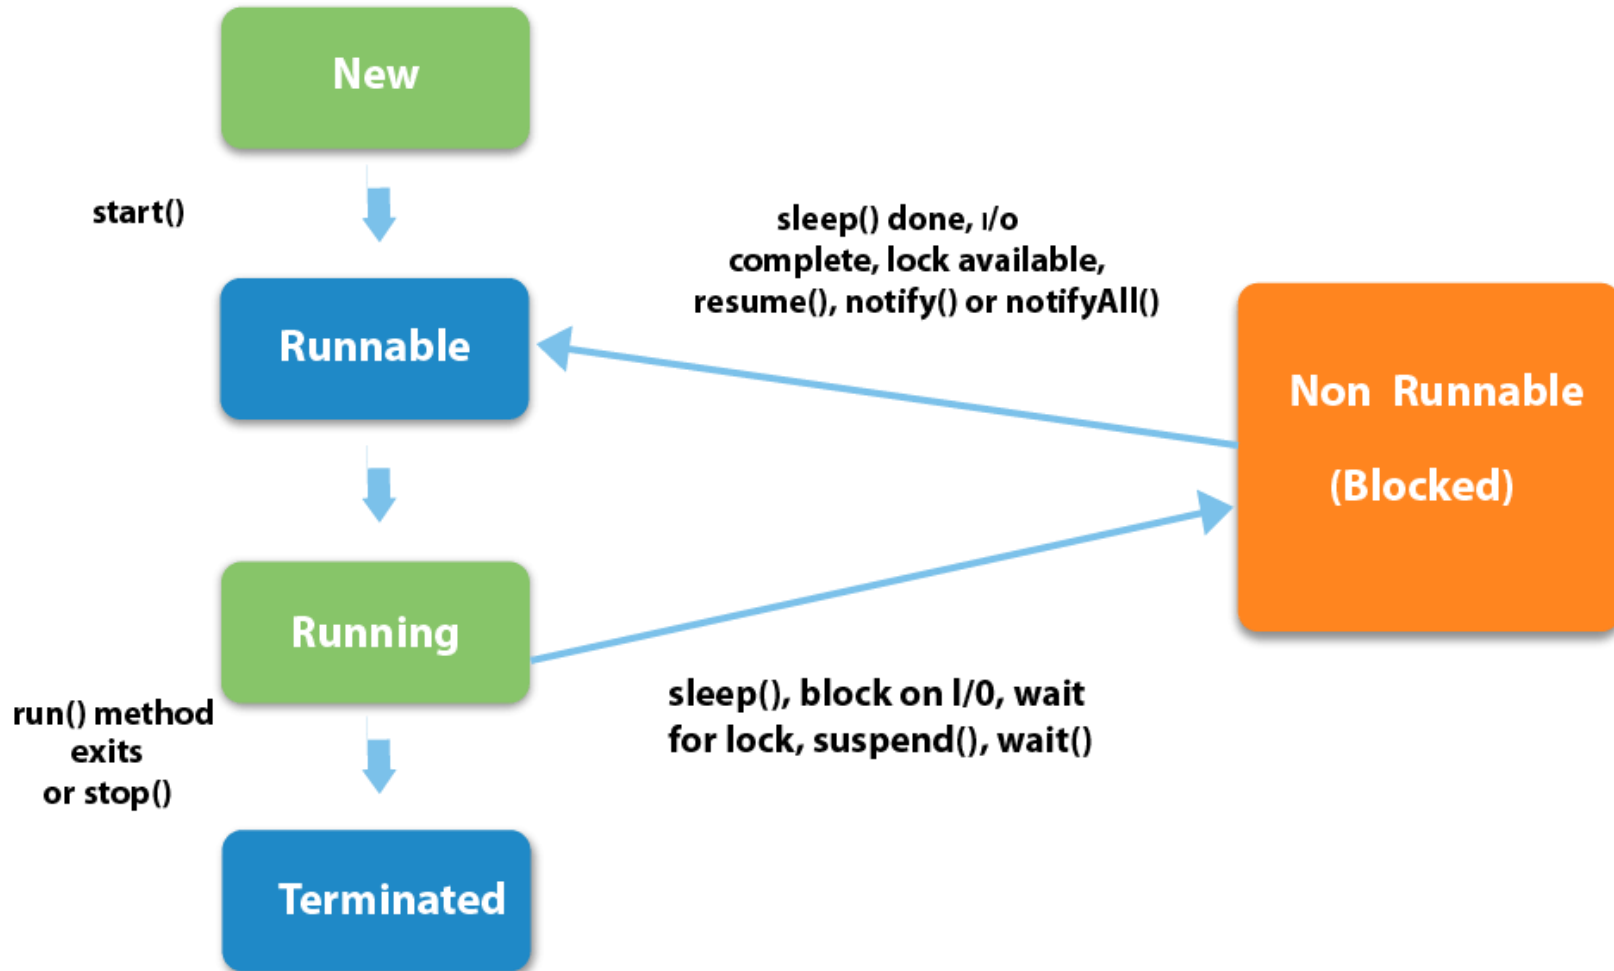 New
start()
sleep() done, I/o
complete, lock available,
resume(), notify() or notifyAll()
Runnable
Non Runnable
(Blocked)
Running
run() method
exits
or stop()
sleep(), block on I/0, wait
for lock, suspend(), wait()
Terminated